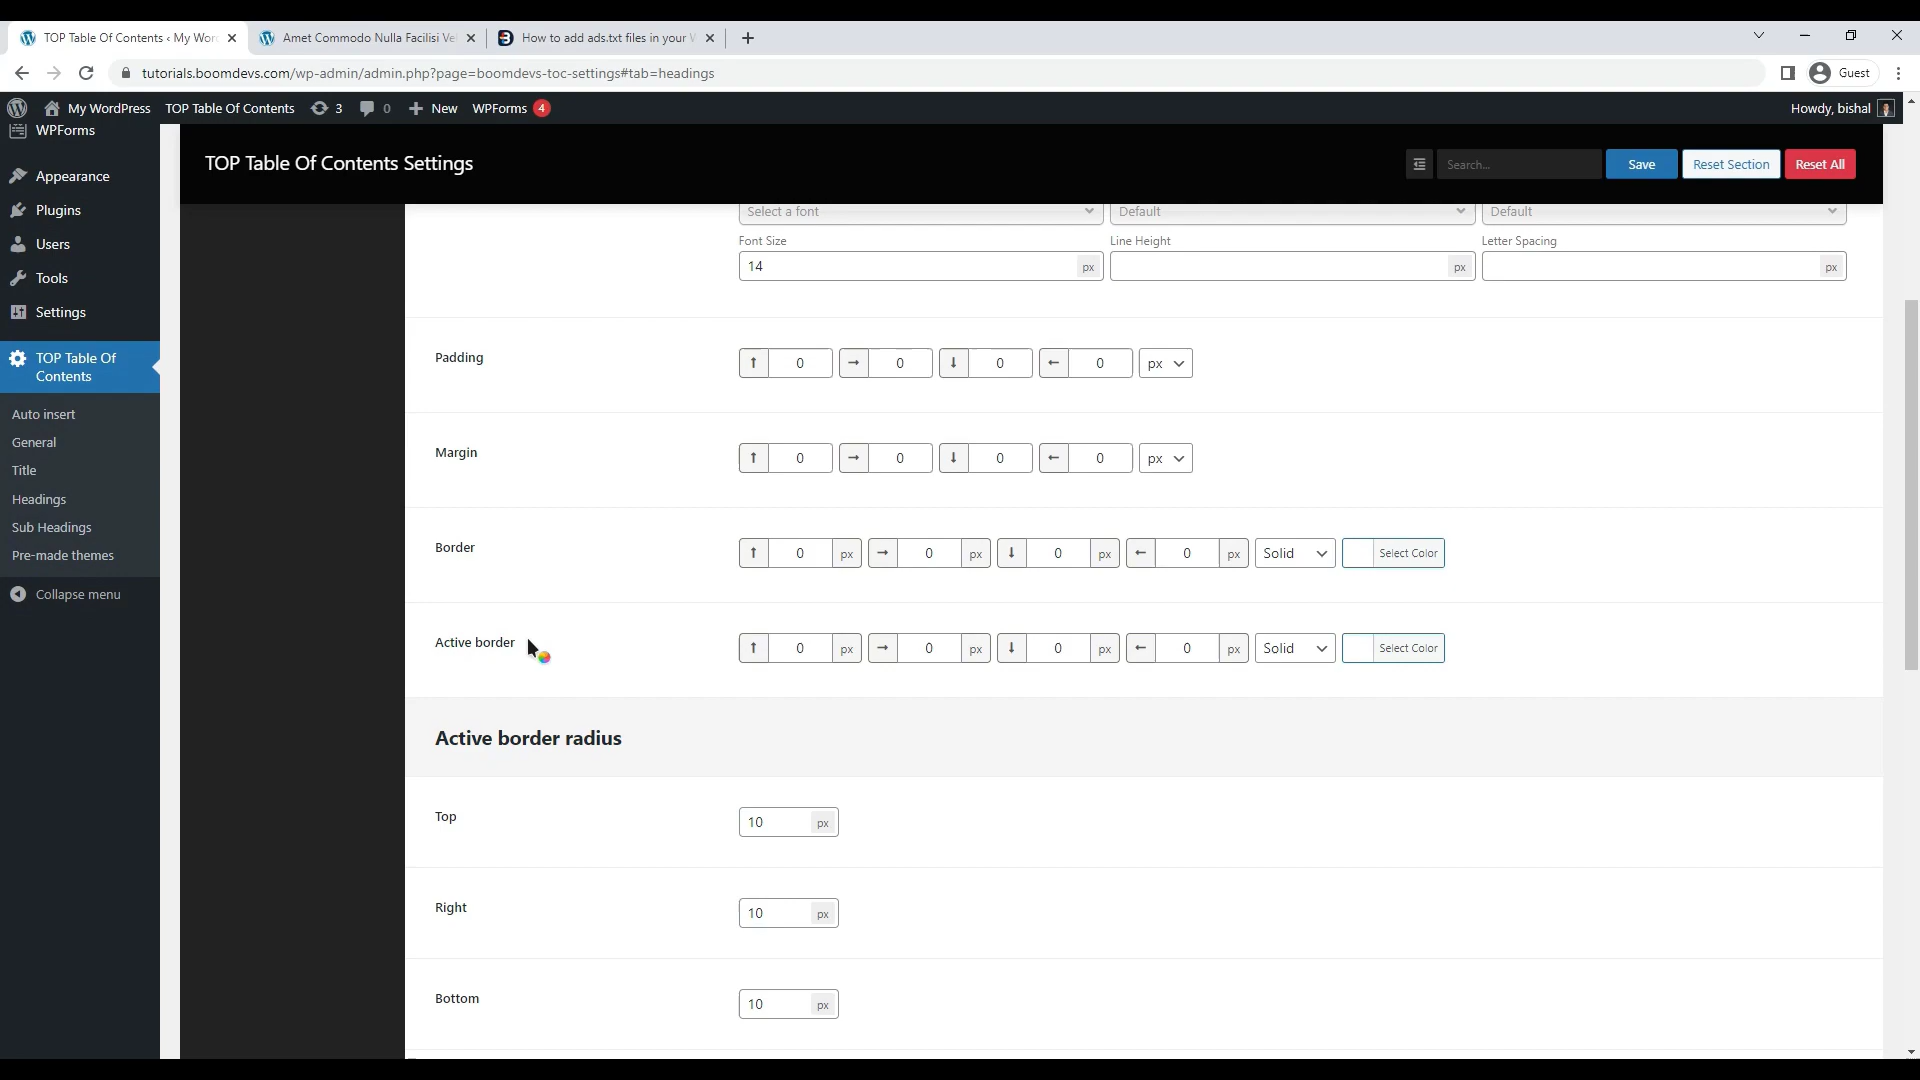 TOP Table Of Contents ‹ My Wor
Amet Commodo Nulla Facilisi Ve
How to add ads.txt files in your W
tutorials.boomdevs.com/wp-admin/admin.php?page=boomdevs-toc-settings#tab=headings
Guest
My WordPress TOP Table Of Contents 3 0 New WPForms 4
Howdy, bishal
WPForms
Appearance
Plugins
Users
Tools
Settings
TOP Table Of
Contents
Auto insert
General
Title
Headings
Sub Headings
Pre-made themes
Collapse menu
TOP Table Of Contents Settings
Search...
Save
Reset Section
Reset All
Select a font Default Default
Font Size Line Height Letter Spacing
14 px px px
Padding 0 0 0 0 px
Margin 0 0 0 0 px
Border 0 px 0 px 0 px 0 px Solid Select Color
Active border 0 px 0 px 0 px 0 px Solid Select Color
Active border radius
Top 10 px
Right 10 px
Bottom 10 px